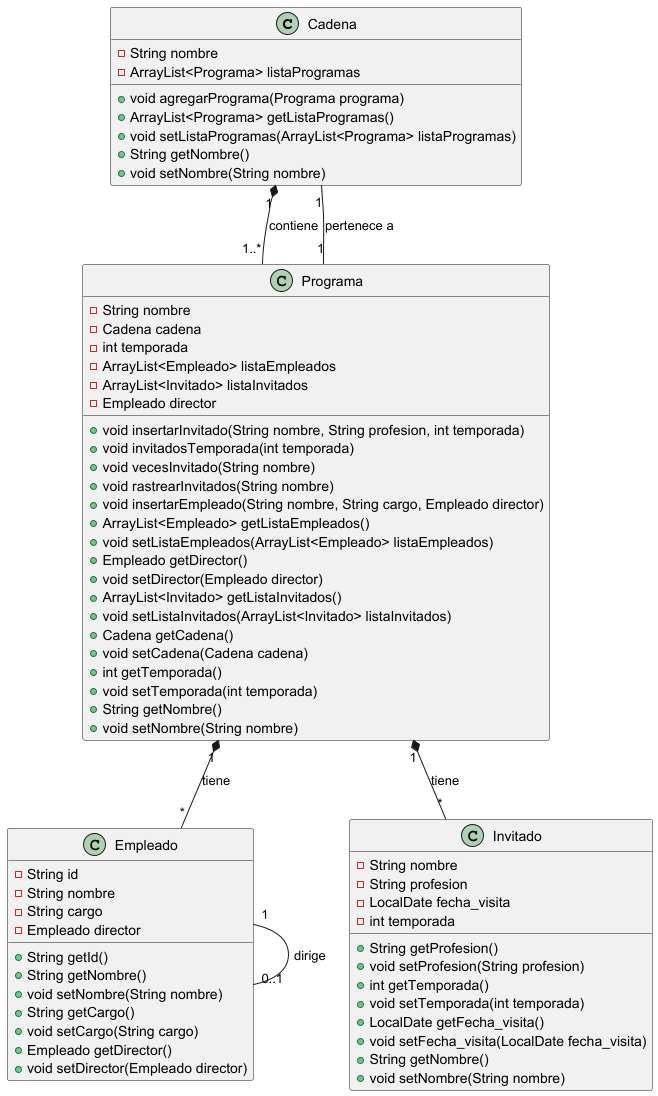 C Cadena
String nombre
ArrayList<Programa> listaProgramas
void agregarPrograma(Programa programa)
ArrayList<Programa> getListaProgramas()
void setListaProgramas(ArrayList<Programa> listaProgramas)
String getNombre()
void setNombre(String nombre)
1 1
contiene pertenece a
1..* 1
C Programa
String nombre
Cadena cadena
int temporada
ArrayList<Empleado> listaEmpleados
ArrayList<Invitado> listaInvitados
Empleado director
void insertarInvitado(String nombre, String profesion, int temporada)
void invitadosTemporada(int temporada)
void vecesInvitado(String nombre)
void rastrearInvitados(String nombre)
void insertarEmpleado(String nombre, String cargo, Empleado director)
ArrayList<Empleado> getListaEmpleados()
void setListaEmpleados(ArrayList<Empleado> listaEmpleados)
Empleado getDirector()
void setDirector(Empleado director)
ArrayList<Invitado> getListaInvitados()
void setListaInvitados(ArrayList<Invitado> listaInvitados)
Cadena getCadena()
void setCadena(Cadena cadena)
int getTemporada()
void setTemporada(int temporada)
String getNombre()
void setNombre(String nombre)
1 1
tiene tiene
* *
C Empleado
String id
String nombre
String cargo
Empleado director
String getId()
String getNombre()
void setNombre(String nombre)
String getCargo()
void setCargo(String cargo)
Empleado getDirector()
void setDirector(Empleado director)
1
dirige
0..1
C Invitado
String nombre
String profesion
LocalDate fecha_visita
int temporada
String getProfesion()
void setProfesion(String profesion)
int getTemporada()
void setTemporada(int temporada)
LocalDate getFecha_visita()
void setFecha_visita(LocalDate fecha_visita)
String getNombre()
void setNombre(String nombre)